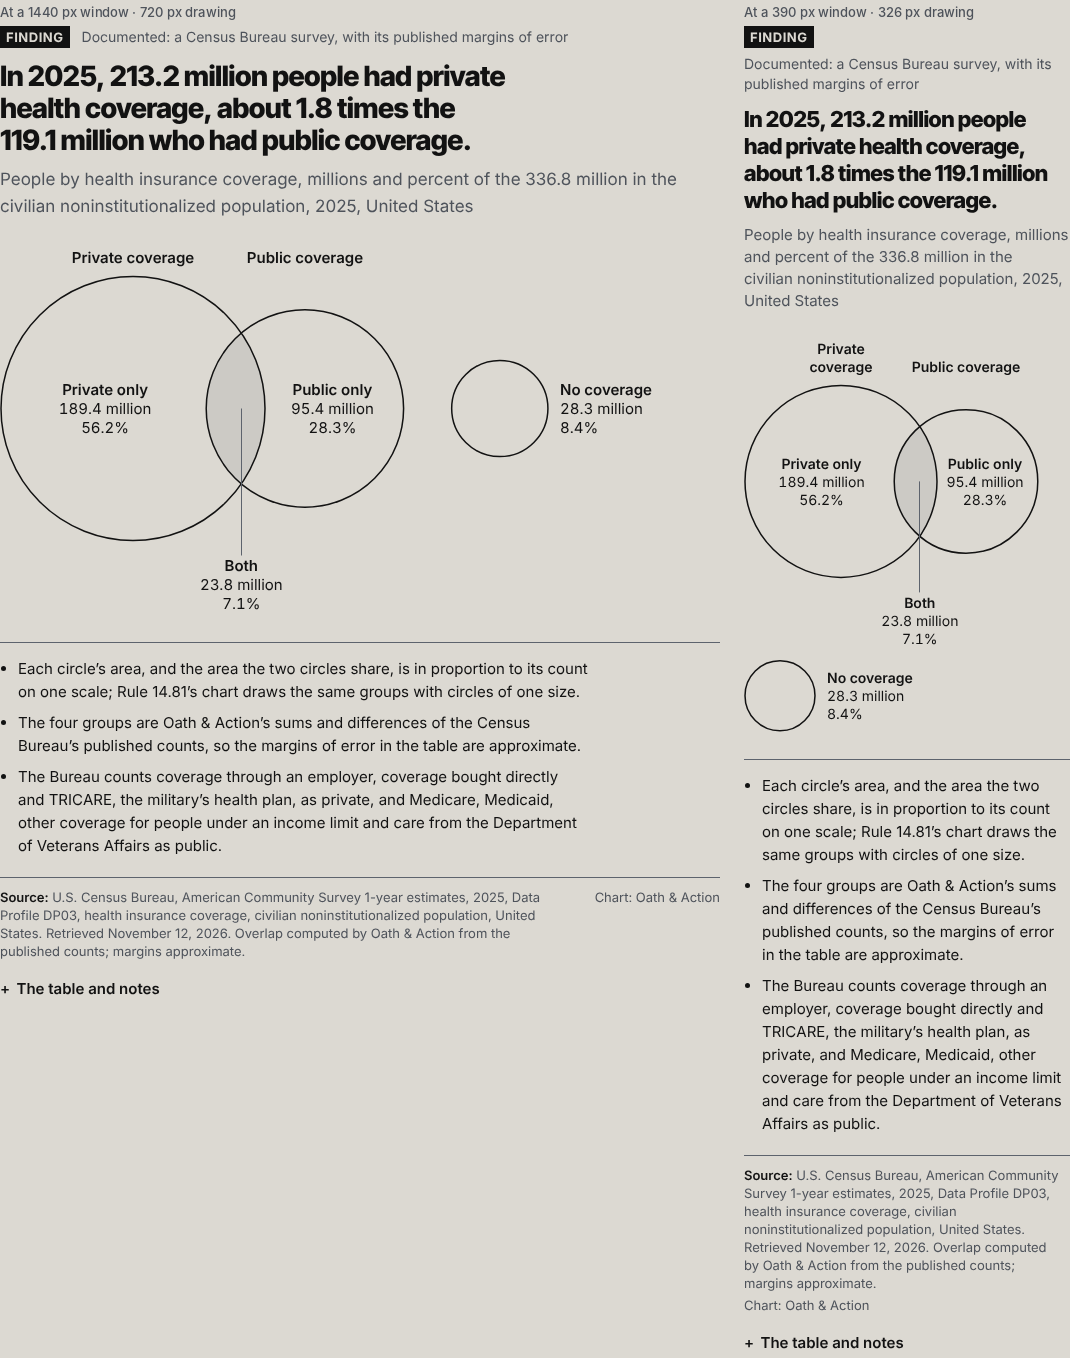 At a 1440 px window · 720 px drawing
FINDING Documented: a Census Bureau survey, with its published margins of error
In 2025, 213.2 million people had private
health coverage, about 1.8 times the
119.1 million who had public coverage.
People by health insurance coverage, millions and percent of the 336.8 million in the
civilian noninstitutionalized population, 2025, United States
Private coverage
Public coverage
Private only
189.4 million
56.2%
Public only
95.4 million
28.3%
No coverage
28.3 million
8.4%
Both
23.8 million
7.1%
• Each circle’s area, and the area the two circles share, is in proportion to its count
on one scale; Rule 14.81’s chart draws the same groups with circles of one size.
• The four groups are Oath & Action’s sums and differences of the Census
Bureau’s published counts, so the margins of error in the table are approximate.
• The Bureau counts coverage through an employer, coverage bought directly
and TRICARE, the military’s health plan, as private, and Medicare, Medicaid,
other coverage for people under an income limit and care from the Department
of Veterans Affairs as public.
Source: U.S. Census Bureau, American Community Survey 1-year estimates, 2025, Data
Profile DP03, health insurance coverage, civilian noninstitutionalized population, United
States. Retrieved November 12, 2026. Overlap computed by Oath & Action from the
published counts; margins approximate.
Chart: Oath & Action
+ The table and notes
At a 390 px window · 326 px drawing
FINDING
Documented: a Census Bureau survey, with its
published margins of error
In 2025, 213.2 million people
had private health coverage,
about 1.8 times the 119.1 million
who had public coverage.
People by health insurance coverage, millions
and percent of the 336.8 million in the
civilian noninstitutionalized population, 2025,
United States
Private
coverage
Public coverage
Private only
189.4 million
56.2%
Public only
95.4 million
28.3%
Both
23.8 million
7.1%
No coverage
28.3 million
8.4%
• Each circle’s area, and the area the two
circles share, is in proportion to its count
on one scale; Rule 14.81’s chart draws the
same groups with circles of one size.
• The four groups are Oath & Action’s sums
and differences of the Census Bureau’s
published counts, so the margins of error
in the table are approximate.
• The Bureau counts coverage through an
employer, coverage bought directly and
TRICARE, the military’s health plan, as
private, and Medicare, Medicaid, other
coverage for people under an income limit
and care from the Department of Veterans
Affairs as public.
Source: U.S. Census Bureau, American Community
Survey 1-year estimates, 2025, Data Profile DP03,
health insurance coverage, civilian
noninstitutionalized population, United States.
Retrieved November 12, 2026. Overlap computed
by Oath & Action from the published counts;
margins approximate.
Chart: Oath & Action
+ The table and notes